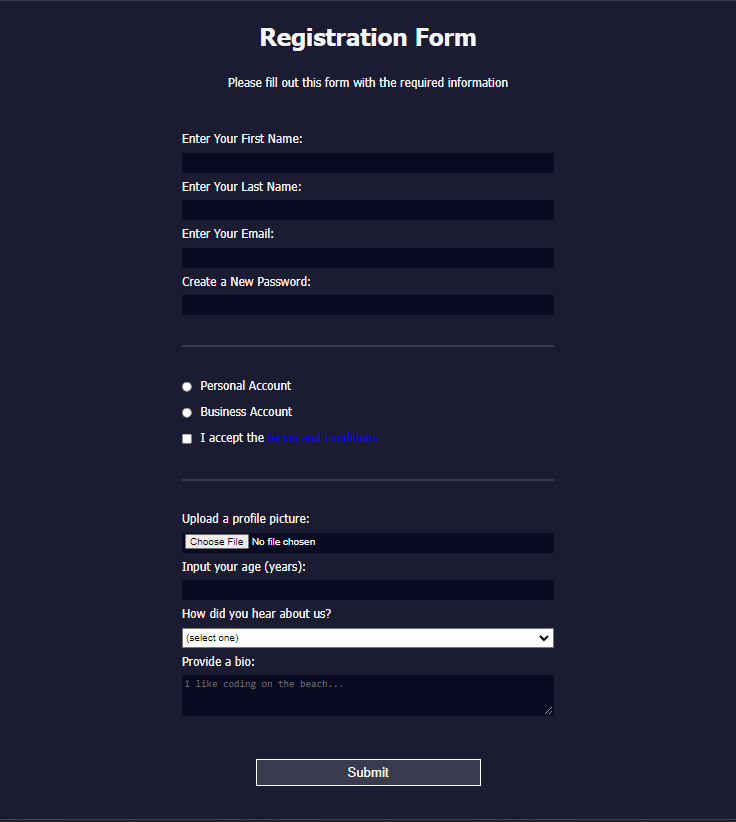 Registration Form
Please fill out this form with the required information
Enter Your First Name:
Enter Your Last Name:
Enter Your Email:
Create a New Password:
Personal Account
Business Account
I accept the terms and conditions
Upload a profile picture:
Choose File No file chosen
Input your age (years):
How did you hear about us?
(select one)
Provide a bio:
I like coding on the beach...
Submit